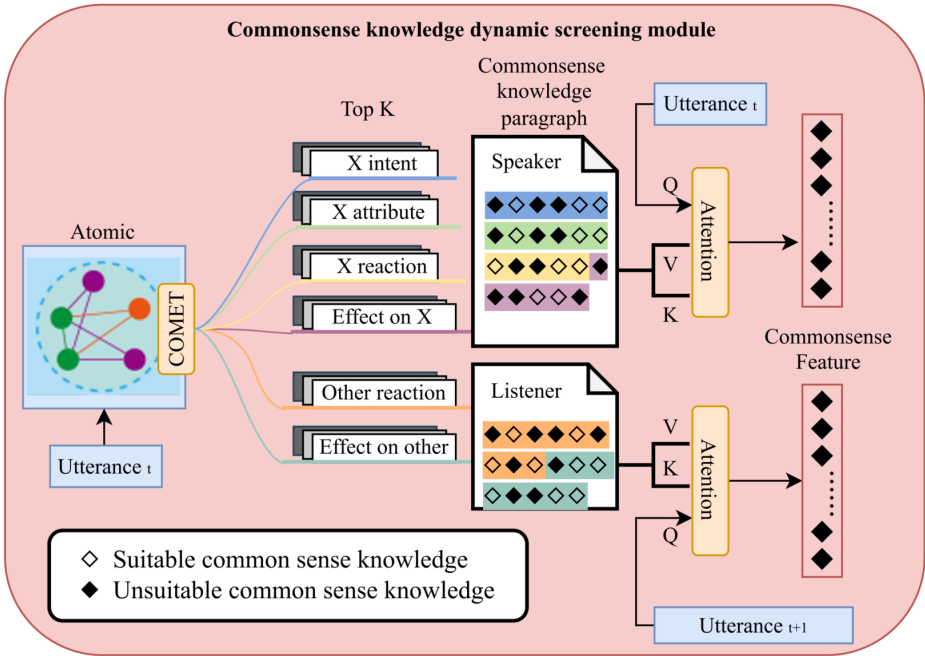 Commonsense knowledge dynamic screening module
Top K
Commonsense
knowledge
paragraph
Utterance t
X intent
Speaker
Q
X attribute
Attention
Atomic
X reaction
V
COMET
Effect on X
K
Commonsense
Feature
Other reaction
Listener
V
Effect on other
K
Attention
Utterance t
Q
Suitable common sense knowledge
Unsuitable common sense knowledge
Utterance t+1